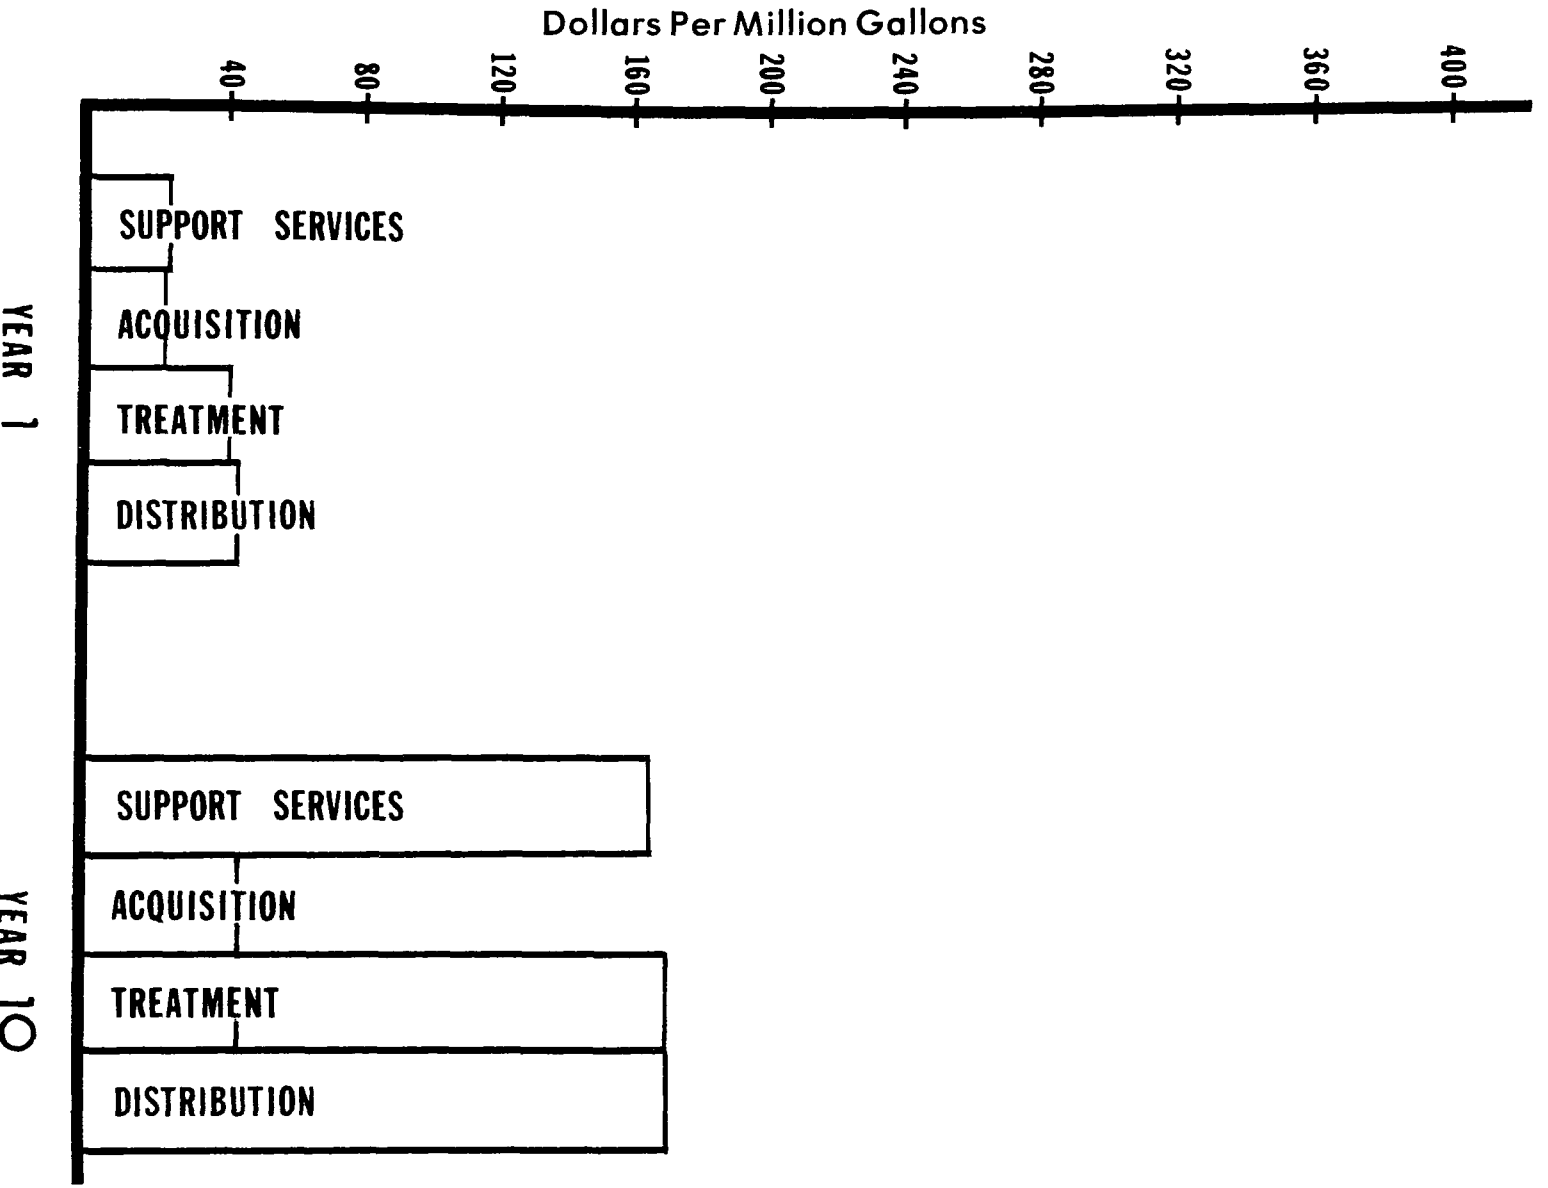 Dollars Per Million Gallons
40 80 120 160 200 240 280 320 360 400
YEAR 1
SUPPORT SERVICES
ACQUISITION
TREATMENT
DISTRIBUTION
YEAR 10
SUPPORT SERVICES
ACQUISITION
TREATMENT
DISTRIBUTION